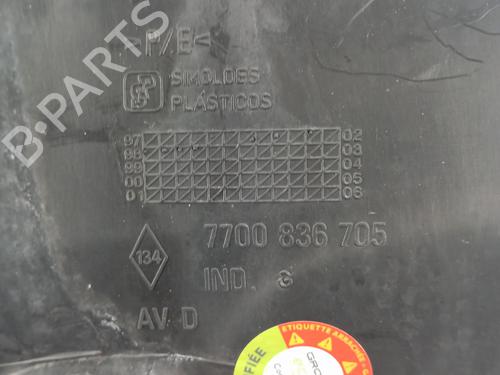 >P/E<
SIMOLDES
PLÁSTICOS
97 02
98 03
99 04
00 05
01 06
7700 836 705
134
IND. G
AV D
ETIQUETTE ARRACHÉE
B-PARTS